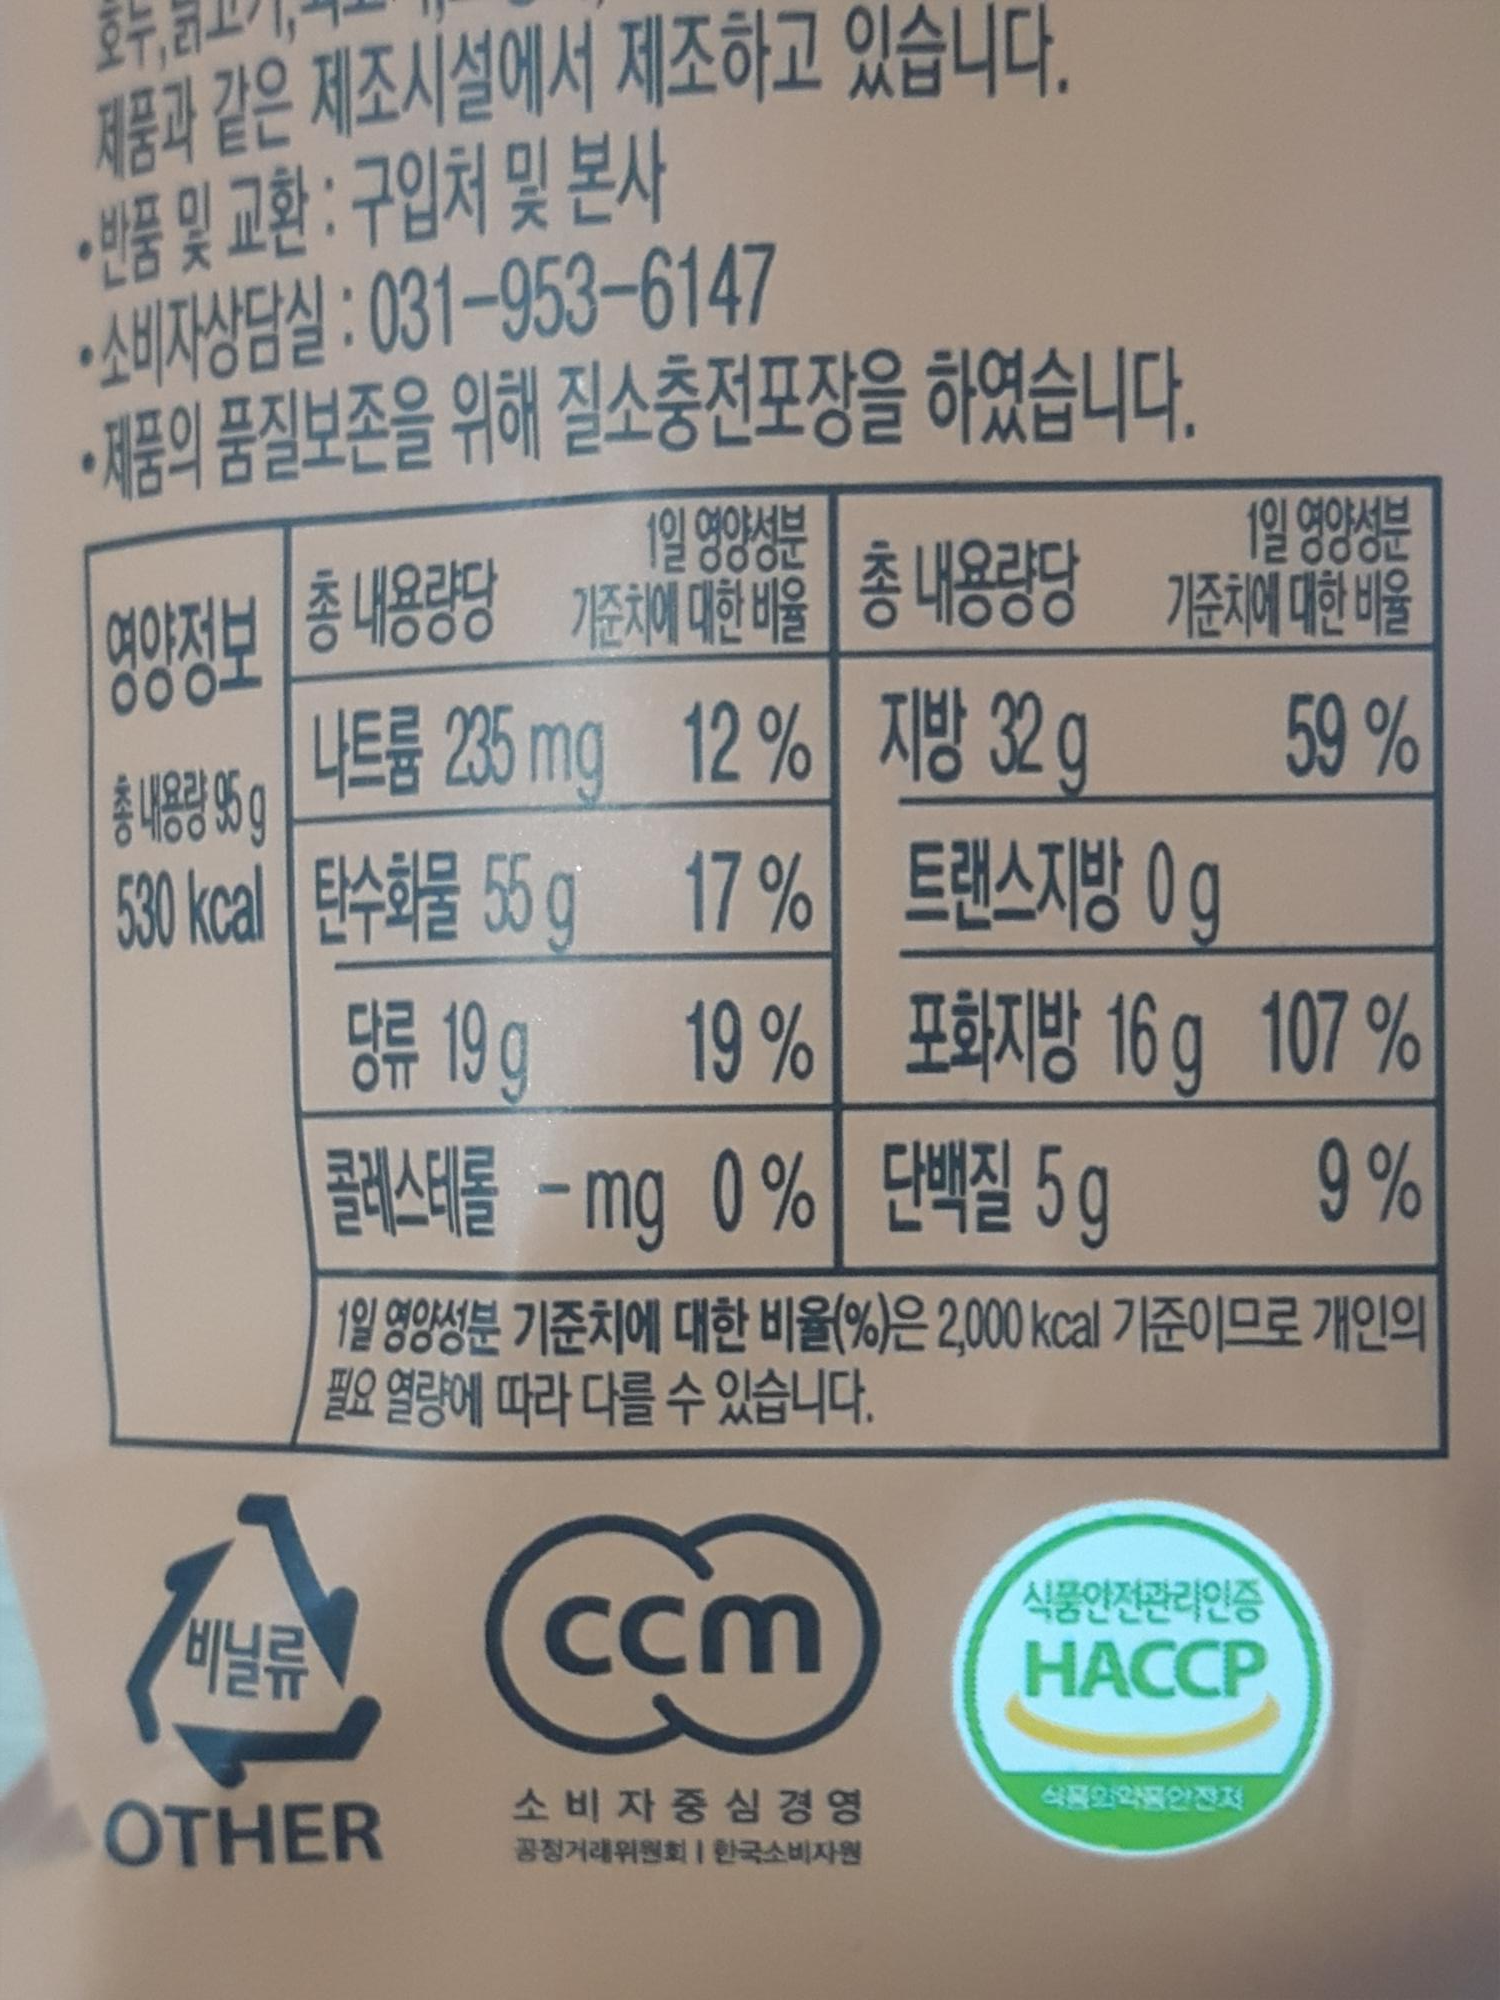 호두, 닭고기,
제품과 같은 제조시설에서 제조하고 있습니다.
•반품 및 교환 : 구입처 및 본사
•소비자상담실 : 031-953-6147
•제품의 품질보존을 위해 질소충전포장을 하였습니다.
영양정보
총 내용량 95 g
530 kcal
총 내용량당 1일 영양성분
기준치에 대한 비율
나트륨 235 mg 12 %
탄수화물 55 g 17 %
당류 19 g 19 %
콜레스테롤 - mg 0 %
총 내용량당 1일 영양성분
기준치에 대한 비율
지방 32 g 59 %
트랜스지방 0 g
포화지방 16 g 107 %
단백질 5 g 9 %
1일 영양성분 기준치에 대한 비율(%)은 2,000 kcal 기준이므로 개인의
필요 열량에 따라 다를 수 있습니다.
비닐류
OTHER
ccm
소비자중심경영
공정거래위원회 | 한국소비자원
식품안전관리인증
HACCP
식품의약품안전처